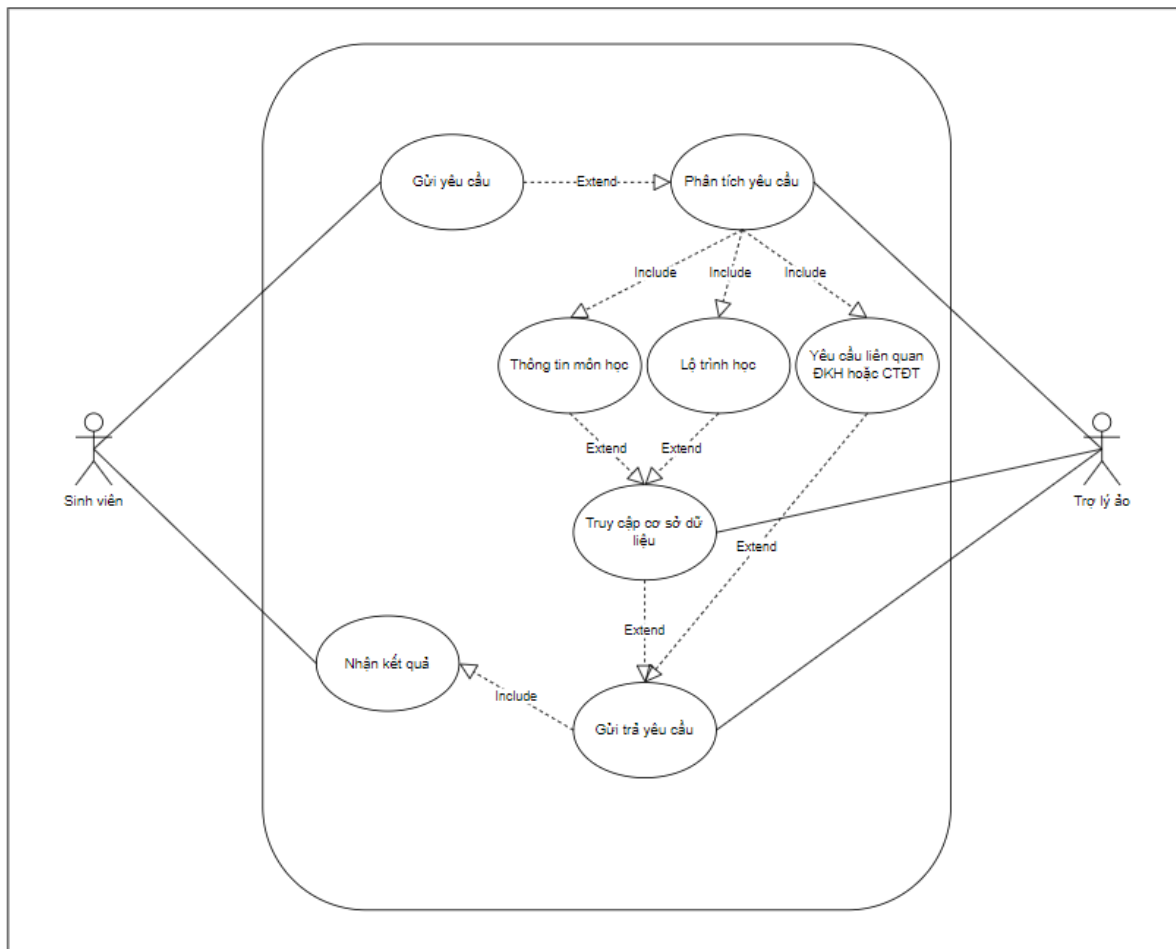 Gửi yêu cầu
Extend
Phân tích yêu cầu
Include
Include
Include
Thông tin môn học
Lộ trình học
Yêu cầu liên quan
ĐKH hoặc CTĐT
Extend
Extend
Sinh viên
Trợ lý ảo
Truy cập cơ sở dữ
liệu
Extend
Extend
Nhận kết quả
Include
Gửi trả yêu cầu